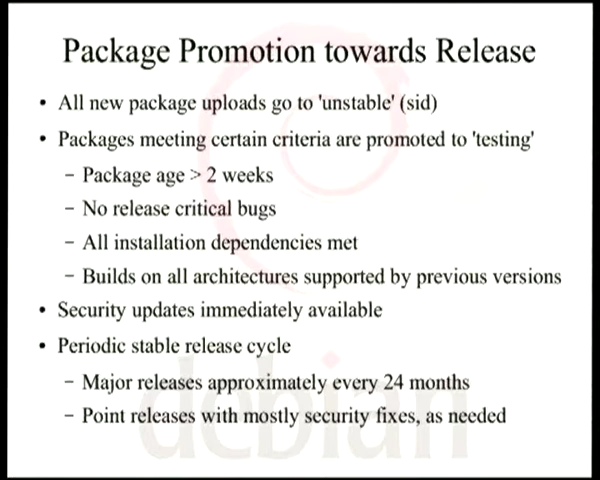 Package Promotion towards Release
• All new package uploads go to 'unstable' (sid)
• Packages meeting certain criteria are promoted to 'testing'
– Package age > 2 weeks
– No release critical bugs
– All installation dependencies met
– Builds on all architectures supported by previous versions
• Security updates immediately available
• Periodic stable release cycle
– Major releases approximately every 24 months
– Point releases with mostly security fixes, as needed
debian